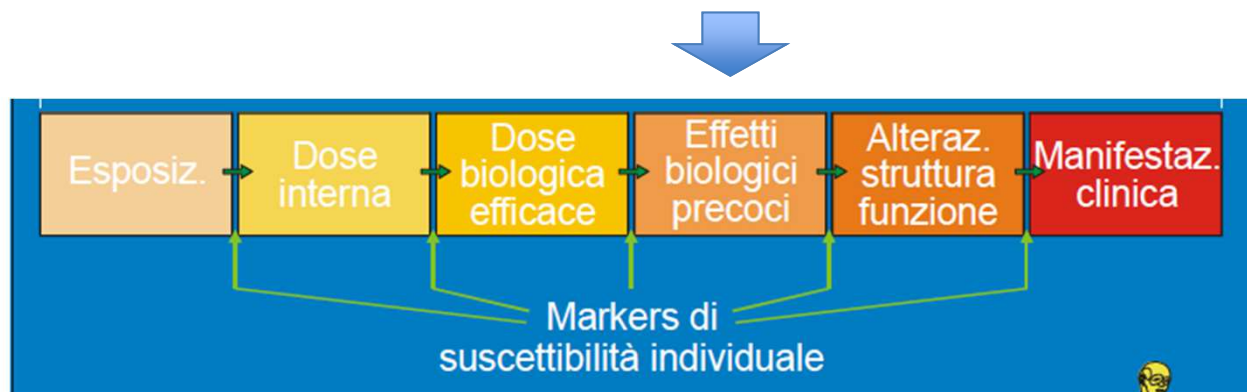 Esposiz.
Dose
interna
Dose
biologica
efficace
Effetti
biologici
precoci
Alteraz.
struttura
funzione
Manifestaz.
clinica
Markers di
suscettibilità individuale